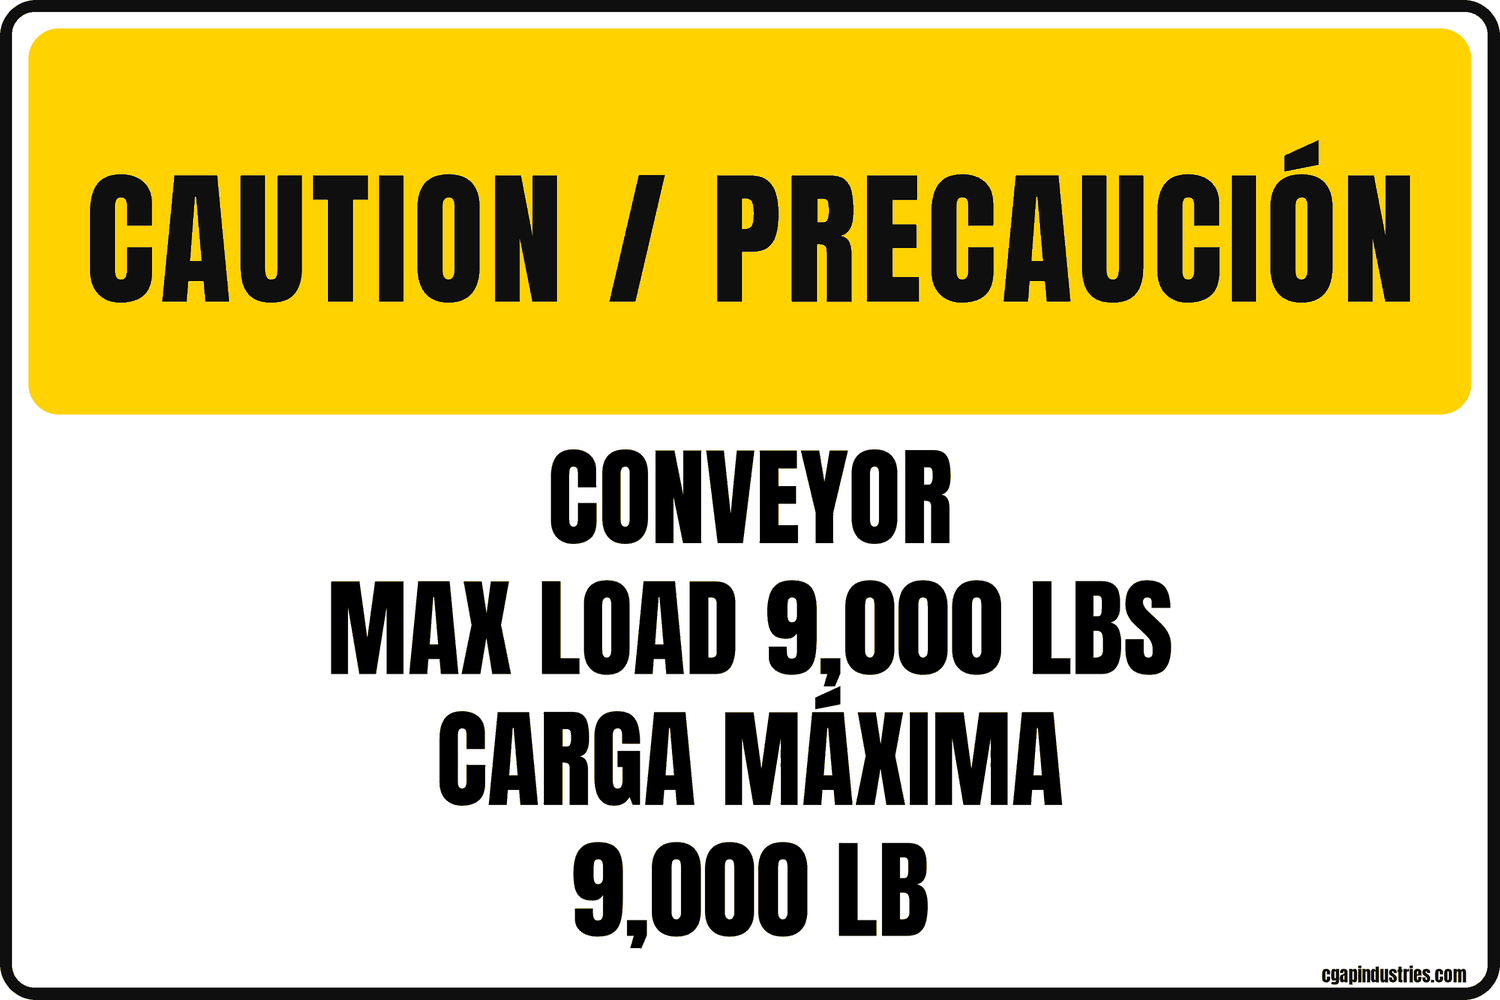 CAUTION / PRECAUCIÓN
CONVEYOR
MAX LOAD 9,000 LBS
CARGA MÁXIMA
9,000 LB
cgapindustries.com